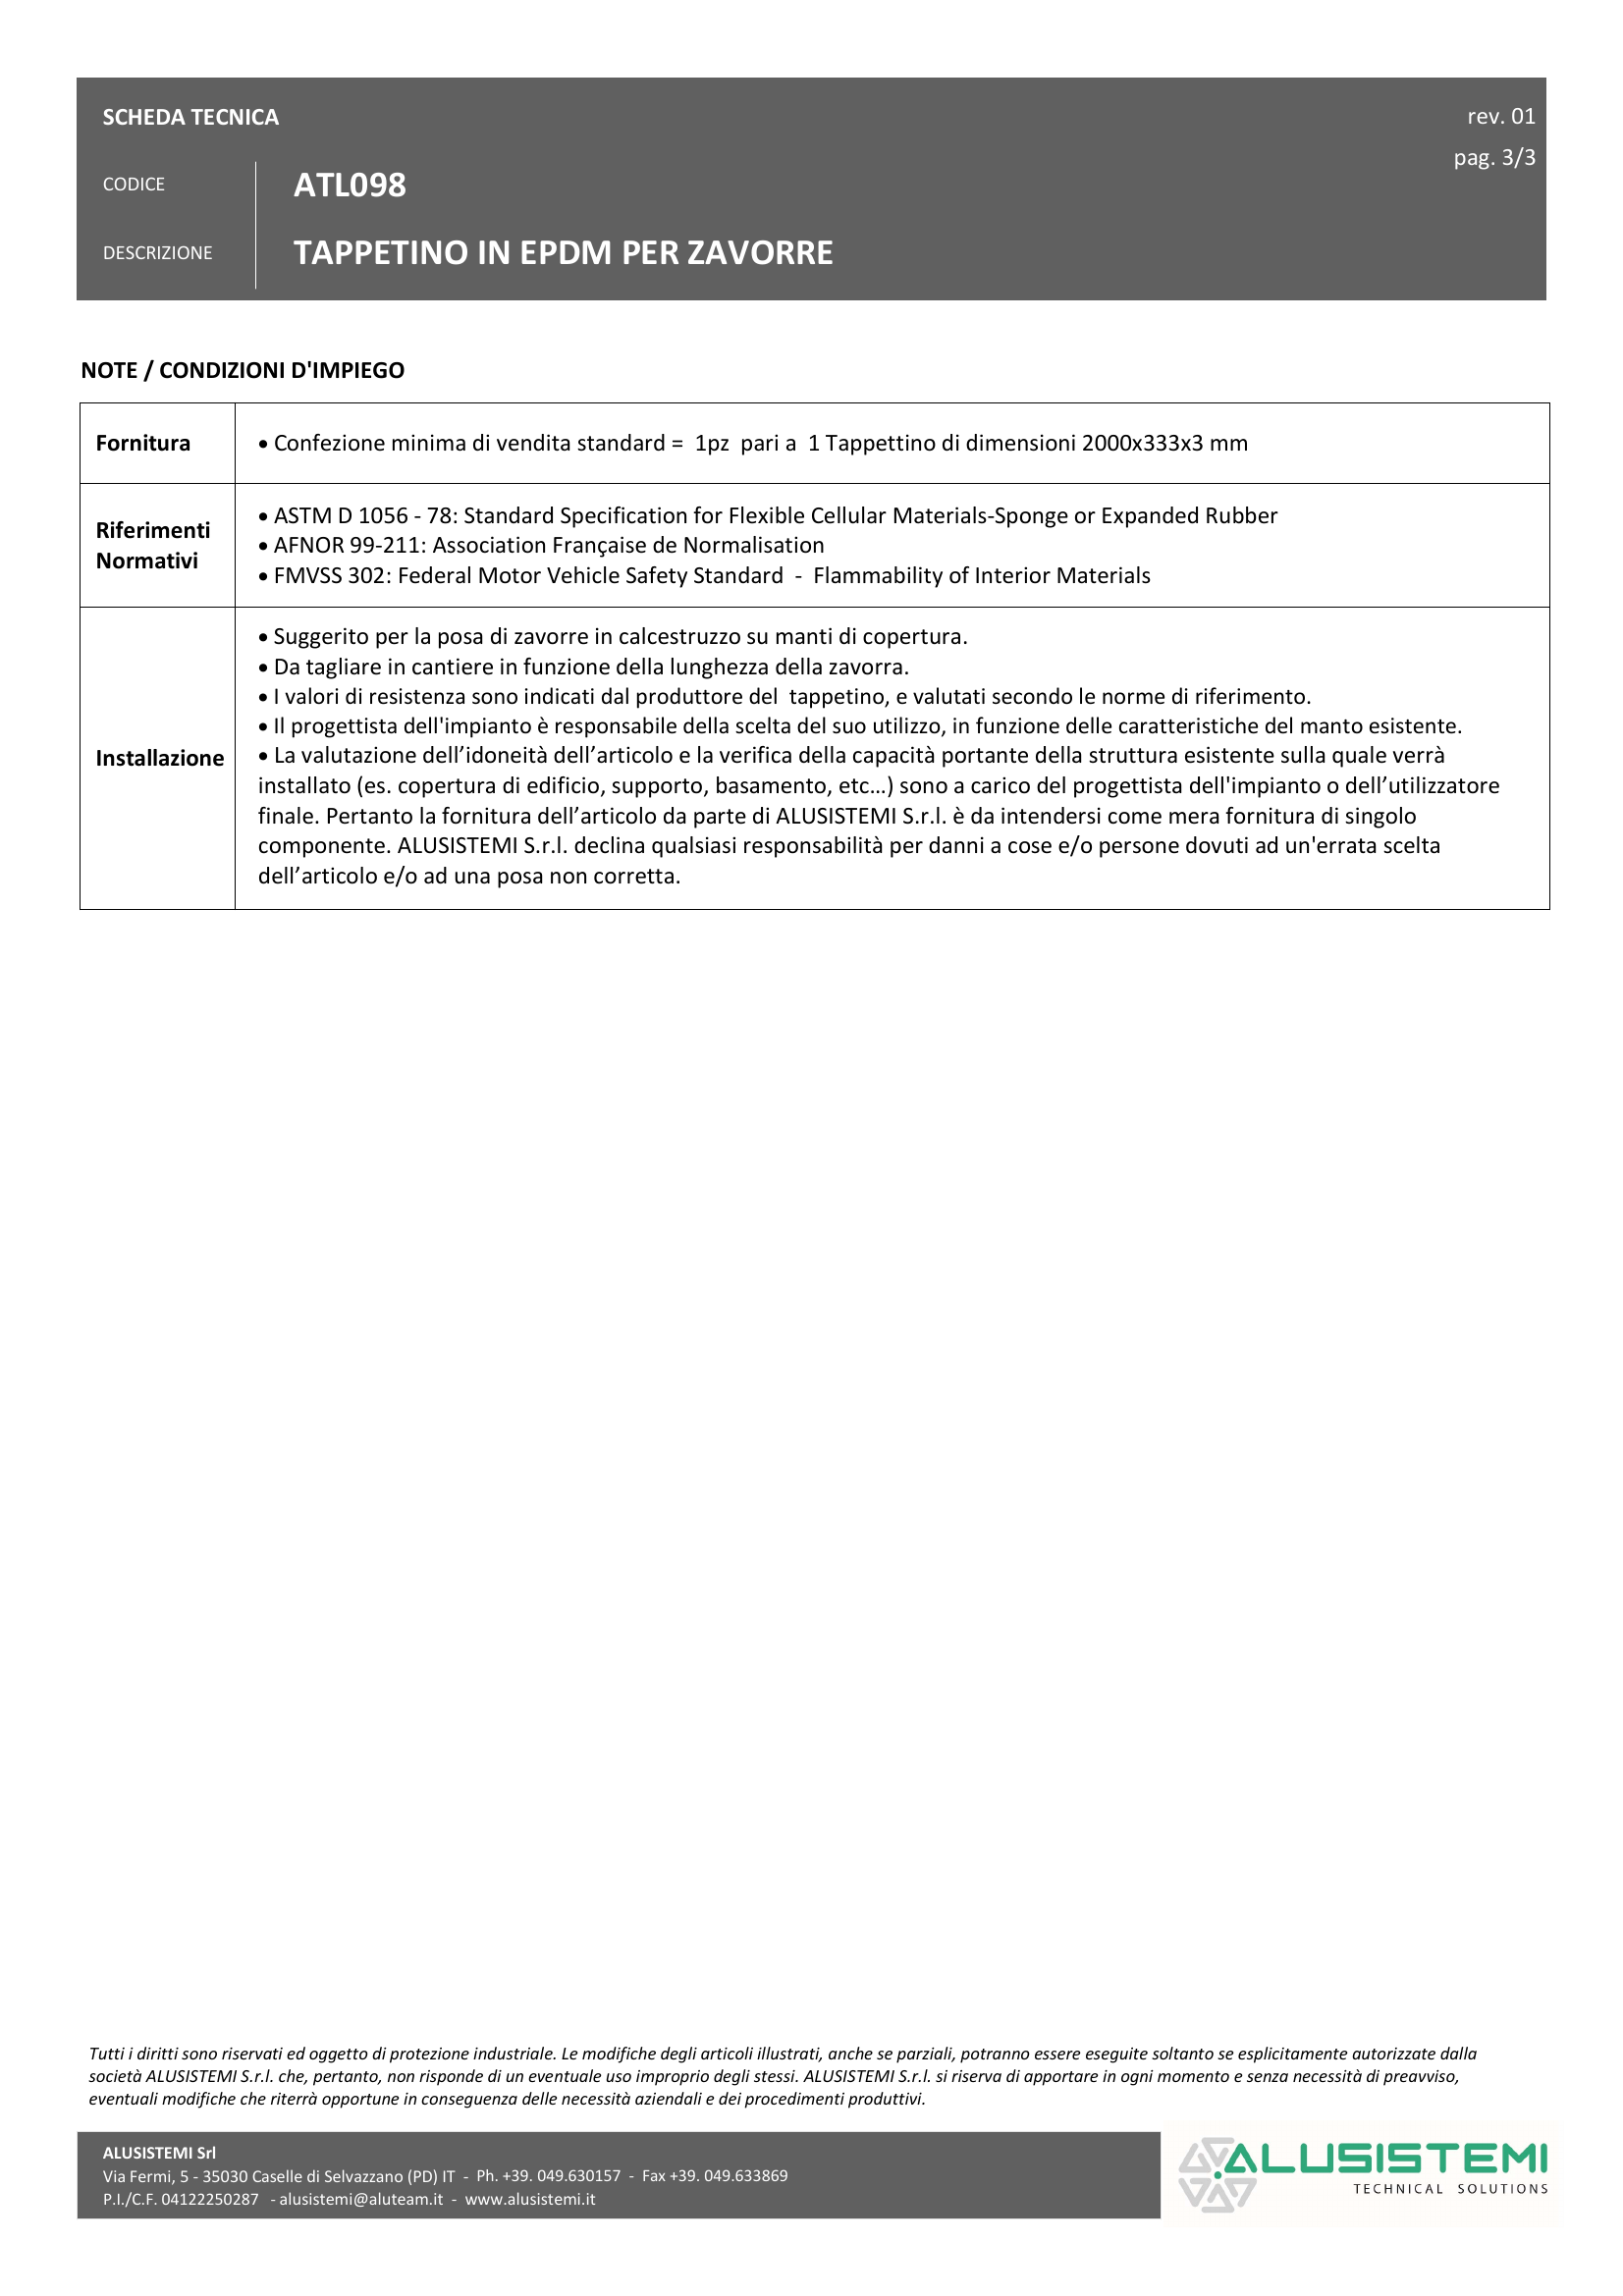 SCHEDA TECNICA
rev. 01
pag. 3/3
CODICE
ATL098
DESCRIZIONE
TAPPETINO IN EPDM PER ZAVORRE
NOTE / CONDIZIONI D'IMPIEGO
Fornitura
• Confezione minima di vendita standard =  1pz  pari a  1 Tappettino di dimensioni 2000x333x3 mm
Riferimenti
Normativi
• ASTM D 1056 - 78: Standard Specification for Flexible Cellular Materials-Sponge or Expanded Rubber
• AFNOR 99-211: Association Française de Normalisation
• FMVSS 302: Federal Motor Vehicle Safety Standard  -  Flammability of Interior Materials
Installazione
• Suggerito per la posa di zavorre in calcestruzzo su manti di copertura.
• Da tagliare in cantiere in funzione della lunghezza della zavorra.
• I valori di resistenza sono indicati dal produttore del  tappetino, e valutati secondo le norme di riferimento.
• Il progettista dell'impianto è responsabile della scelta del suo utilizzo, in funzione delle caratteristiche del manto esistente.
• La valutazione dell’idoneità dell’articolo e la verifica della capacità portante della struttura esistente sulla quale verrà
installato (es. copertura di edificio, supporto, basamento, etc…) sono a carico del progettista dell'impianto o dell’utilizzatore
finale. Pertanto la fornitura dell’articolo da parte di ALUSISTEMI S.r.l. è da intendersi come mera fornitura di singolo
componente. ALUSISTEMI S.r.l. declina qualsiasi responsabilità per danni a cose e/o persone dovuti ad un'errata scelta
dell’articolo e/o ad una posa non corretta.
Tutti i diritti sono riservati ed oggetto di protezione industriale. Le modifiche degli articoli illustrati, anche se parziali, potranno essere eseguite soltanto se esplicitamente autorizzate dalla
società ALUSISTEMI S.r.l. che, pertanto, non risponde di un eventuale uso improprio degli stessi. ALUSISTEMI S.r.l. si riserva di apportare in ogni momento e senza necessità di preavviso,
eventuali modifiche che riterrà opportune in conseguenza delle necessità aziendali e dei procedimenti produttivi.
ALUSISTEMI Srl
Via Fermi, 5 - 35030 Caselle di Selvazzano (PD) IT  -  Ph. +39. 049.630157  -  Fax +39. 049.633869
P.I./C.F. 04122250287   - alusistemi@aluteam.it  -  www.alusistemi.it
ALUSISTEMI
TECHNICAL SOLUTIONS